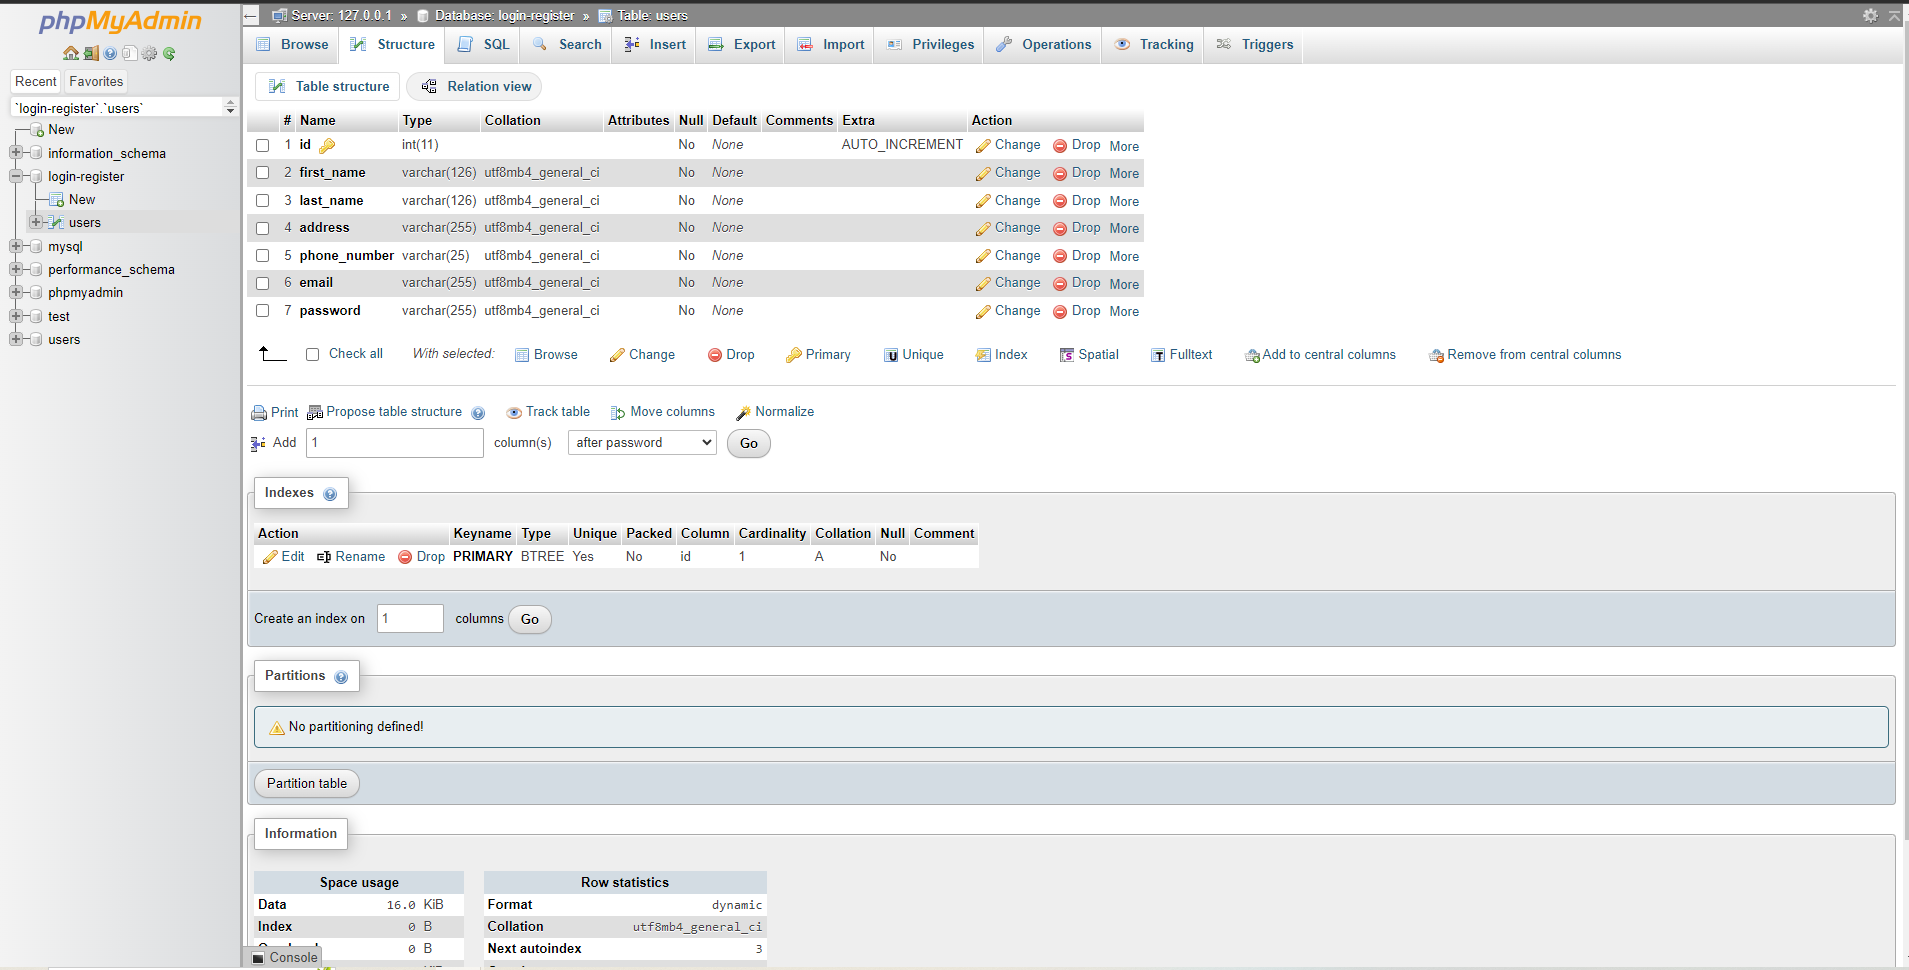 phpMyAdmin
Recent Favorites
`login-register`.`users`
New
information_schema
login-register
New
users
mysql
performance_schema
phpmyadmin
test
users
Server: 127.0.0.1 » Database: login-register » Table: users
Browse Structure SQL Search Insert Export Import Privileges Operations Tracking Triggers
Table structure Relation view
# Name Type Collation Attributes Null Default Comments Extra Action
1 id int(11) No None AUTO_INCREMENT Change Drop More
2 first_name varchar(126) utf8mb4_general_ci No None Change Drop More
3 last_name varchar(126) utf8mb4_general_ci No None Change Drop More
4 address varchar(255) utf8mb4_general_ci No None Change Drop More
5 phone_number varchar(25) utf8mb4_general_ci No None Change Drop More
6 email varchar(255) utf8mb4_general_ci No None Change Drop More
7 password varchar(255) utf8mb4_general_ci No None Change Drop More
Check all With selected: Browse Change Drop Primary Unique Index Spatial Fulltext Add to central columns Remove from central columns
Print Propose table structure Track table Move columns Normalize
Add 1 column(s) after password Go
Indexes
Action Keyname Type Unique Packed Column Cardinality Collation Null Comment
Edit Rename Drop PRIMARY BTREE Yes No id 1 A No
Create an index on 1 columns Go
Partitions
No partitioning defined!
Partition table
Information
Space usage Row statistics
Data 16.0 KiB Format dynamic
Index 0 B Collation utf8mb4_general_ci
0 B Next autoindex 3
Console